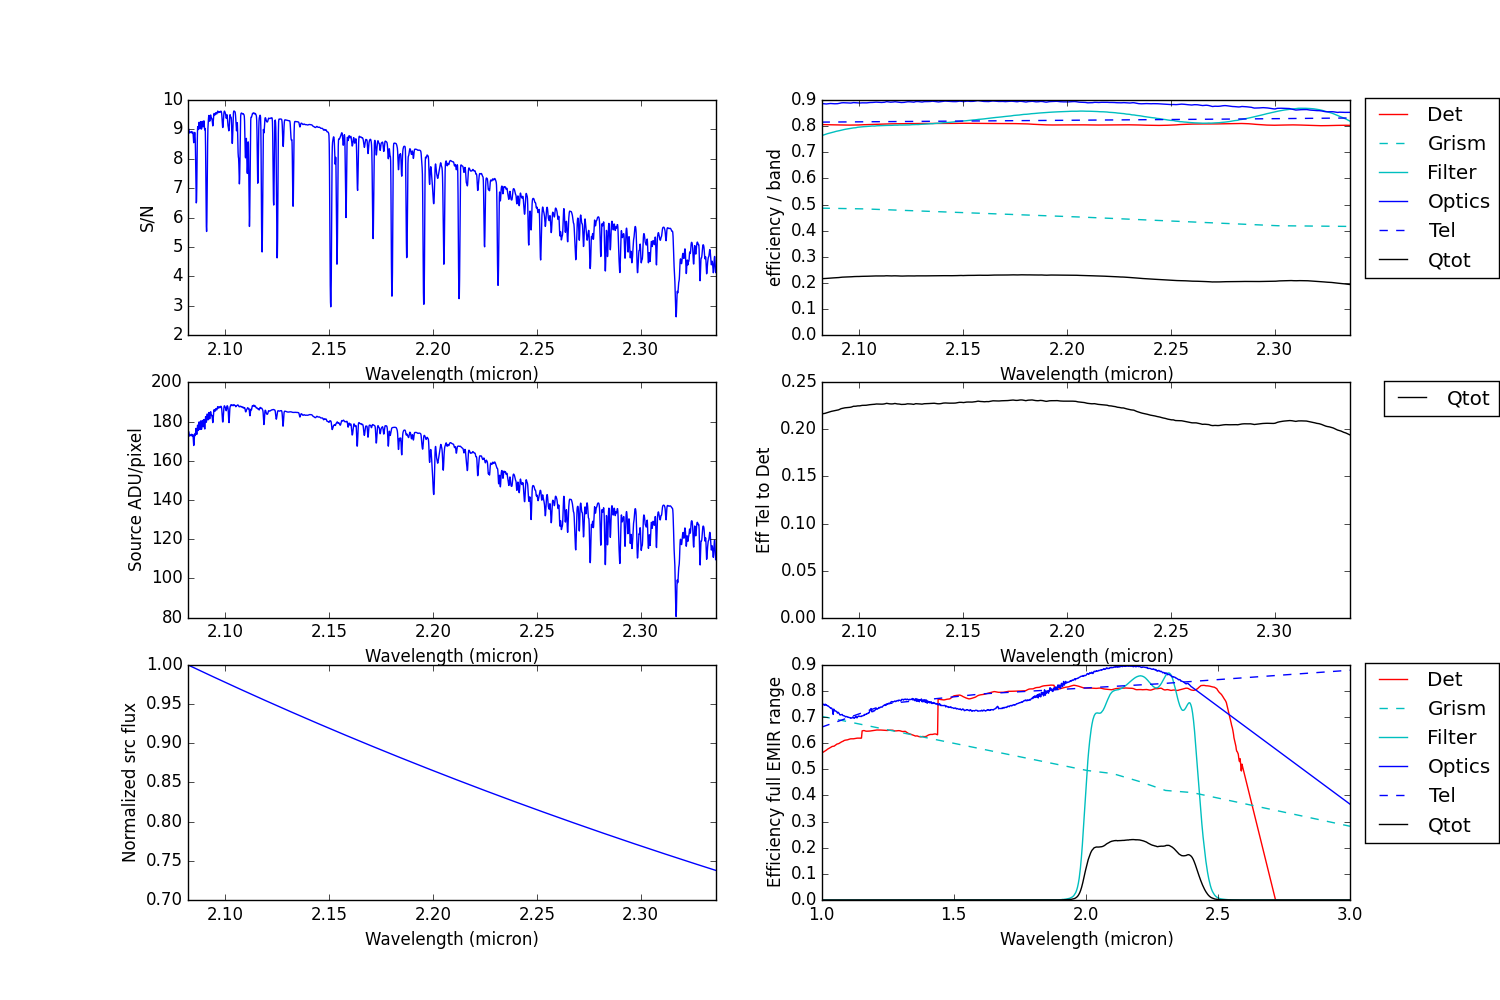 10
9
8
7
6
5
4
3
2
S/N
2.10 2.15 2.20 2.25 2.30
Wavelength (micron)
0.9
0.8
0.7
0.6
0.5
0.4
0.3
0.2
0.1
0.0
efficiency / band
2.10 2.15 2.20 2.25 2.30
Wavelength (micron)
Det
Grism
Filter
Optics
Tel
Qtot
200
180
160
140
120
100
80
Source ADU/pixel
2.10 2.15 2.20 2.25 2.30
Wavelength (micron)
0.25
0.20
0.15
0.10
0.05
0.00
Eff Tel to Det
2.10 2.15 2.20 2.25 2.30
Wavelength (micron)
Qtot
1.00
0.95
0.90
0.85
0.80
0.75
0.70
Normalized src flux
2.10 2.15 2.20 2.25 2.30
Wavelength (micron)
0.9
0.8
0.7
0.6
0.5
0.4
0.3
0.2
0.1
0.0
Efficiency full EMIR range
1.0 1.5 2.0 2.5 3.0
Wavelength (micron)
Det
Grism
Filter
Optics
Tel
Qtot